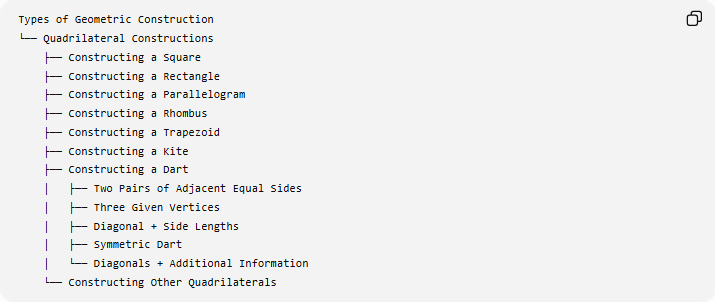 Types of Geometric Construction
└── Quadrilateral Constructions
    ├── Constructing a Square
    ├── Constructing a Rectangle
    ├── Constructing a Parallelogram
    ├── Constructing a Rhombus
    ├── Constructing a Trapezoid
    ├── Constructing a Kite
    ├── Constructing a Dart
    │   ├── Two Pairs of Adjacent Equal Sides
    │   ├── Three Given Vertices
    │   ├── Diagonal + Side Lengths
    │   ├── Symmetric Dart
    │   └── Diagonals + Additional Information
    └── Constructing Other Quadrilaterals